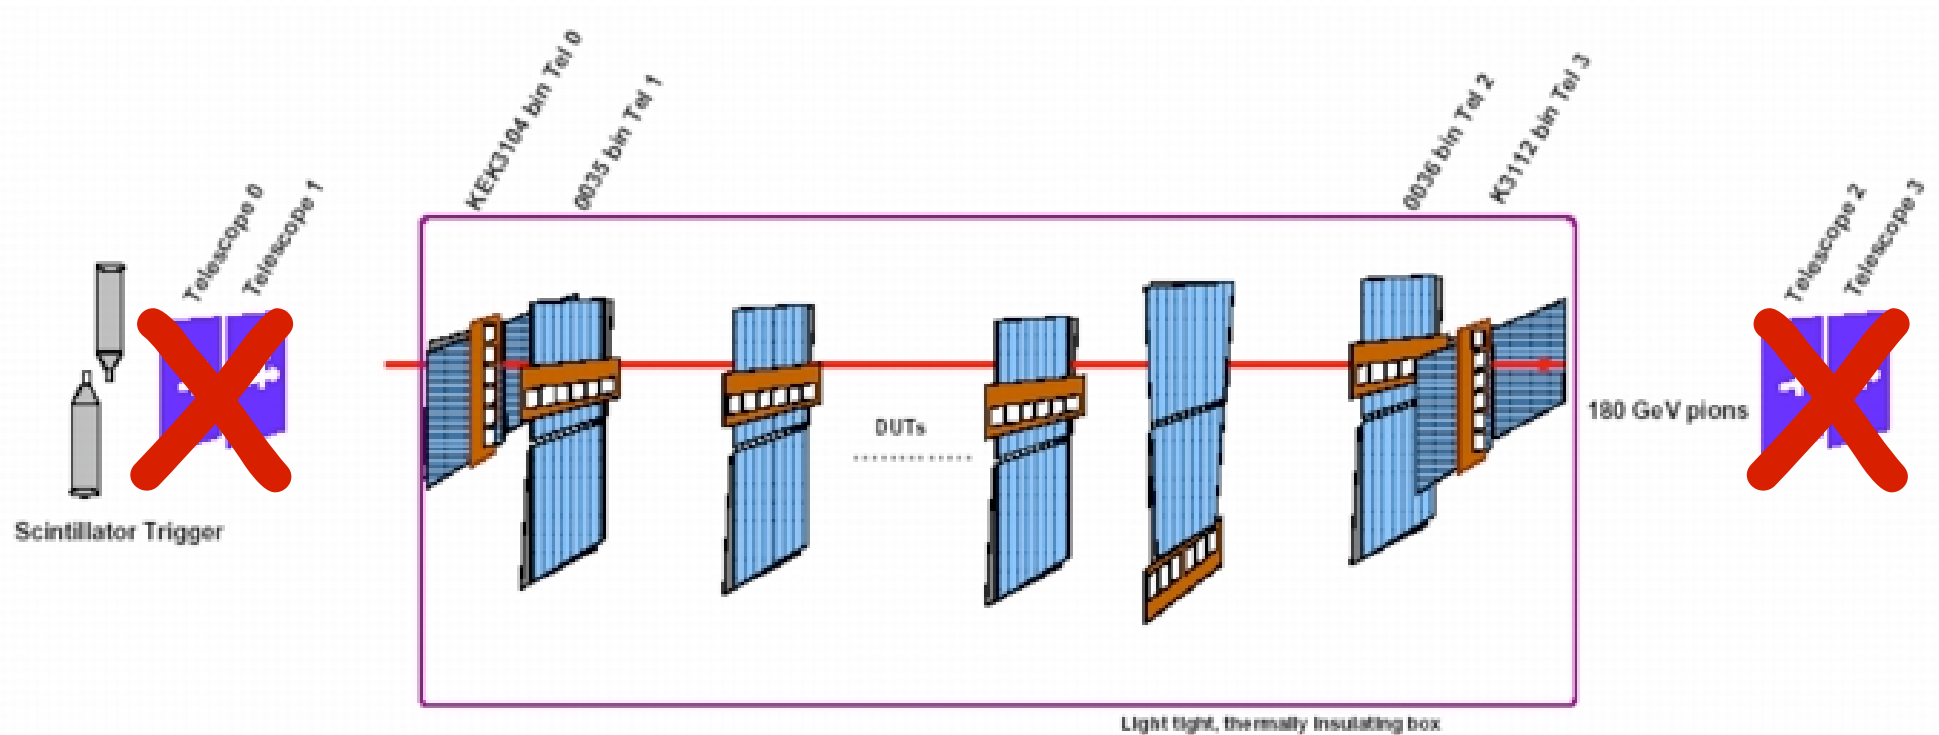 KEK3104 bin Tel 0
0035 bin Tel 1
0036 bin Tel 2
K3112 bin Tel 3
Telescope 0
Telescope 1
Telescope 2
Telescope 3
180 GeV pions
DUTs
Scintillator Trigger
Light tight, thermally insulating box